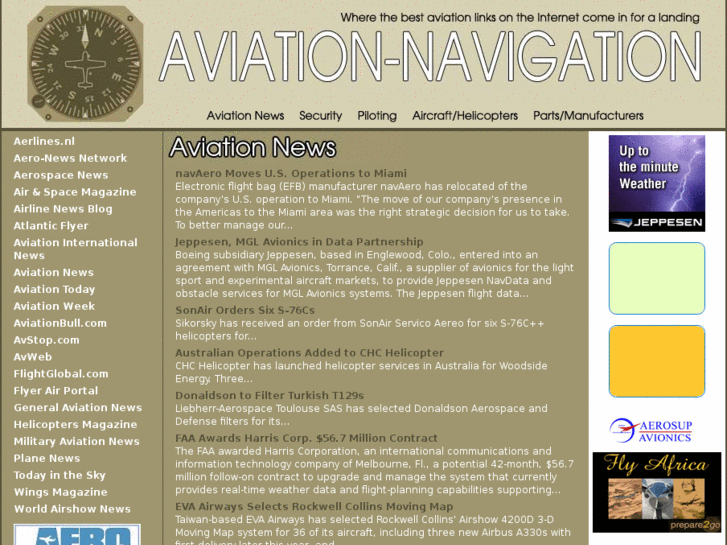 Where the best aviation links on the Internet come in for a landing
AVIATION-NAVIGATION
Aviation News Security Piloting Aircraft/Helicopters Parts/Manufacturers
Aerlines.nl
Aero-News Network
Aerospace News
Air & Space Magazine
Airline News Blog
Atlantic Flyer
Aviation International
News
Aviation News
Aviation Today
Aviation Week
AviationBull.com
AvStop.com
AvWeb
FlightGlobal.com
Flyer Air Portal
General Aviation News
Helicopters Magazine
Military Aviation News
Plane News
Today in the Sky
Wings Magazine
World Airshow News
AERO
Aviation News
navAero Moves U.S. Operations to Miami
Electronic flight bag (EFB) manufacturer navAero has relocated of the
company's U.S. operation to Miami. "The move of our company's presence in
the Americas to the Miami area was the right strategic decision for us to take.
To better manage our...
Jeppesen, MGL Avionics in Data Partnership
Boeing subsidiary Jeppesen, based in Englewood, Colo., entered into an
agreement with MGL Avionics, Torrance, Calif., a supplier of avionics for the light
sport and experimental aircraft markets, to provide Jeppesen NavData and
obstacle services for MGL Avionics systems. The Jeppesen flight data...
SonAir Orders Six S-76Cs
Sikorsky has received an order from SonAir Servico Aereo for six S-76C++
helicopters for...
Australian Operations Added to CHC Helicopter
CHC Helicopter has launched helicopter services in Australia for Woodside
Energy. Three...
Donaldson to Filter Turkish T129s
Liebherr-Aerospace Toulouse SAS has selected Donaldson Aerospace and
Defense filters for its...
FAA Awards Harris Corp. $56.7 Million Contract
The FAA awarded Harris Corporation, an international communications and
information technology company of Melbourne, Fl., a potential 42-month, $56.7
million follow-on contract to upgrade and manage the system that currently
provides real-time weather data and flight-planning capabilities supporting...
EVA Airways Selects Rockwell Collins Moving Map
Taiwan-based EVA Airways has selected Rockwell Collins' Airshow 4200D 3-D
Moving Map system for 36 of its aircraft, including three new Airbus A330s with
first delivery later this year, and...
Up to
the minute
Weather
JEPPESEN
AEROSUP
AVIONICS
Fly Africa
prepare2go